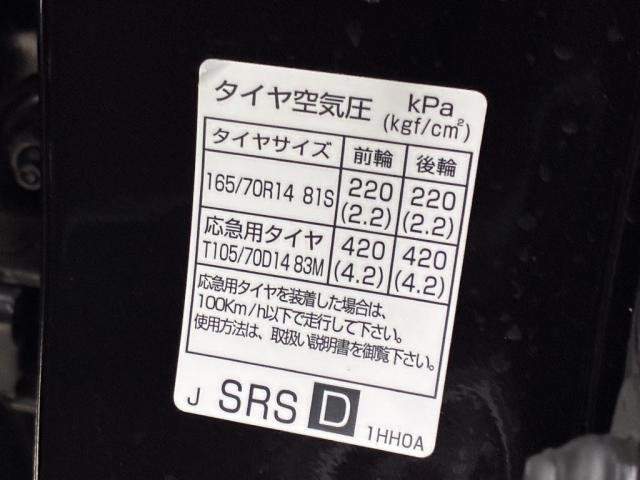 タイヤ空気圧 kPa
(kgf/cm²)
タイヤサイズ 前輪 後輪
165/70R14 81S 220 220
(2.2) (2.2)
応急用タイヤ 420 420
T105/70D14 83M (4.2) (4.2)
応急用タイヤを装着した場合は、
100Km/h以下で走行して下さい。
使用方法は、取扱い説明書を御覧下さい。
J SRS D 1HH0A